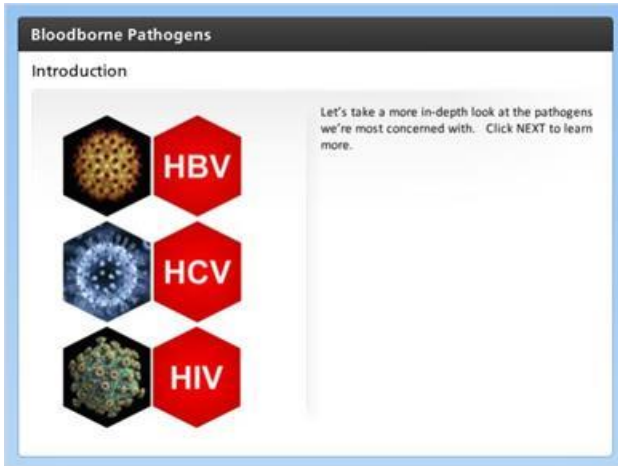 Bloodborne Pathogens
Introduction
Let's take a more in-depth look at the pathogens
we're most concerned with.   Click NEXT to learn
more.
HBV
HCV
HIV